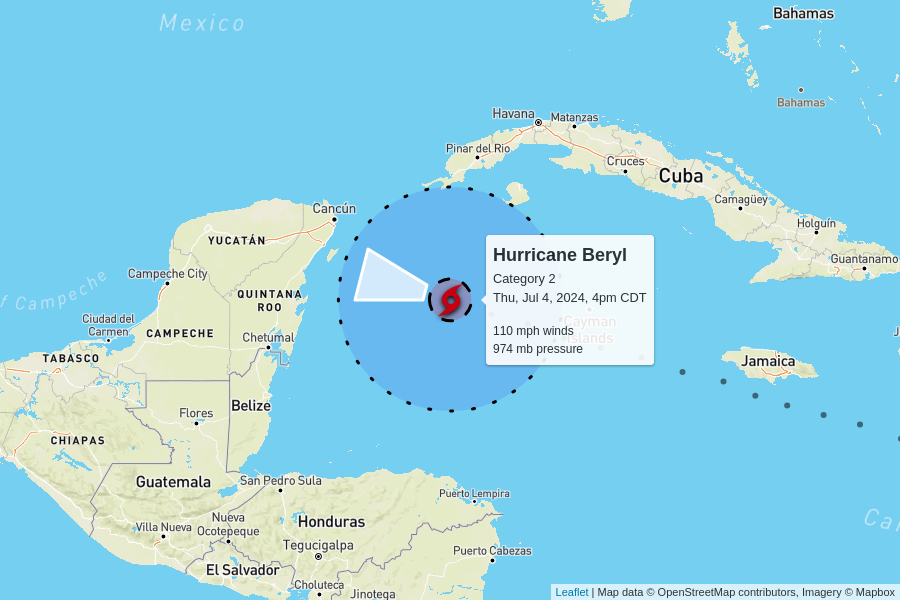 Bahamas
Mexico
Bahamas
Havana
Matanzas
Pinar del Rio
Cruces
Cuba
Camagüey
Cancún
Holguín
YUCATÁN
Guantanamo
Hurricane Beryl
Category 2
Thu, Jul 4, 2024, 4pm CDT
110 mph winds
974 mb pressure
Cayman
Islands
Campeche City
of Campeche
QUINTANA
ROO
Ciudad del
Carmen
CAMPECHE
Chetumal
TABASCO
Jamaica
J
Belize
Flores
CHIAPAS
Guatemala
San Pedro Sula
Puerto Lempira
Nueva
Ocotepeque
Villa Nueva
Honduras
Ca
Tegucigalpa
Puerto Cabezas
El Salvador
Choluteca
Jinotega
Leaflet | Map data © OpenStreetMap contributors, Imagery © Mapbox